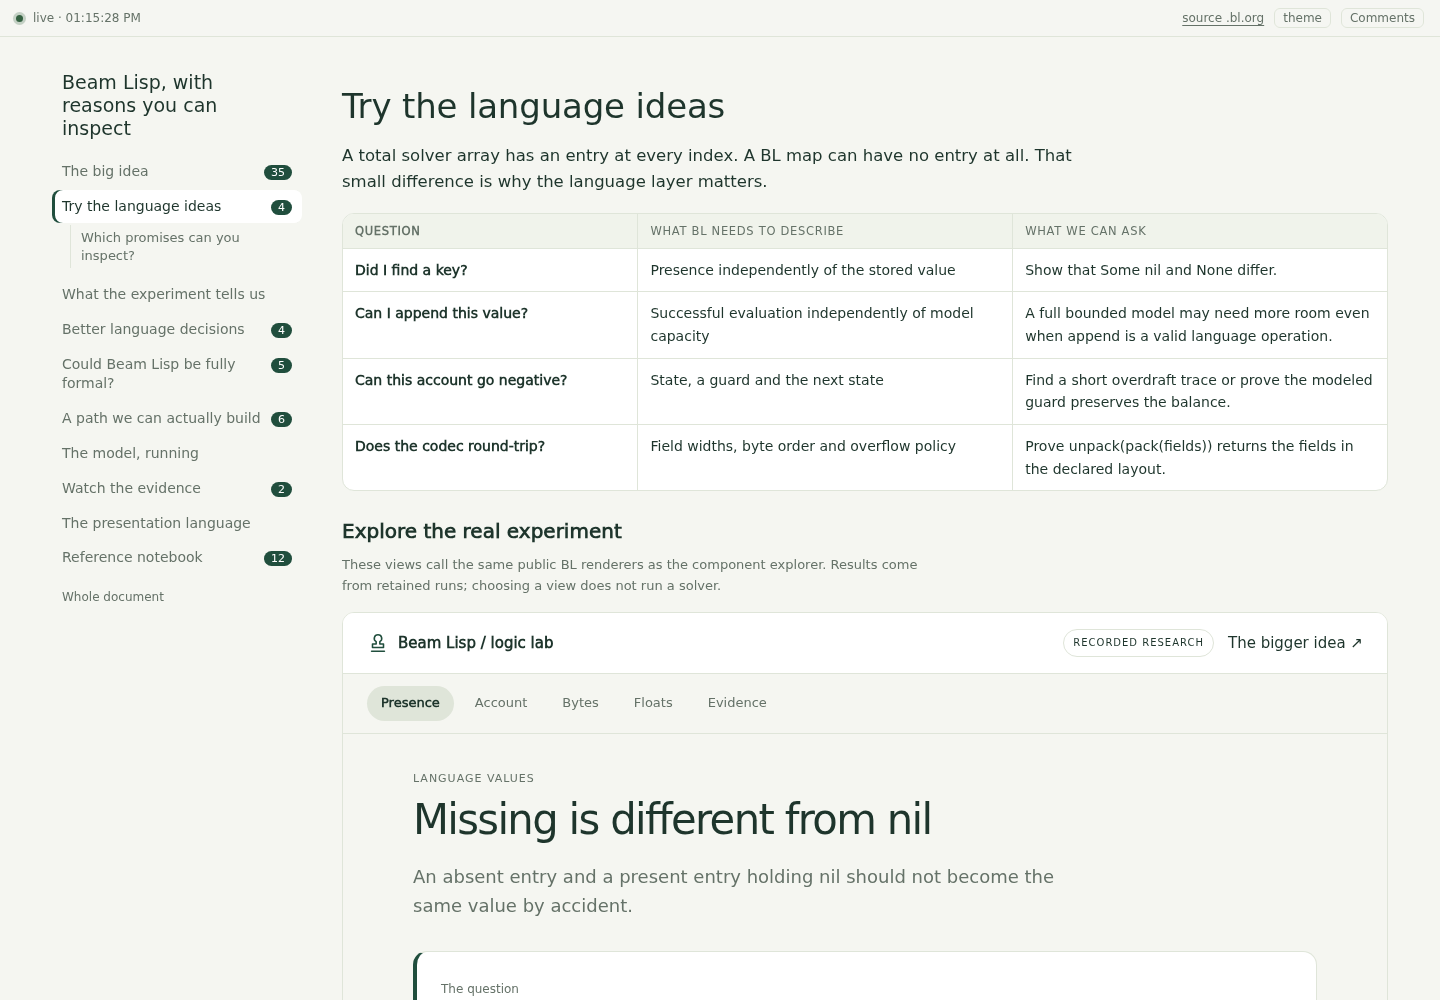 live · 01:15:28 PM
source .bl.org
theme
Comments
Beam Lisp, with
reasons you can
inspect
The big idea 35
Try the language ideas 4
Which promises can you
inspect?
What the experiment tells us
Better language decisions 4
Could Beam Lisp be fully 5
formal?
A path we can actually build 6
The model, running
Watch the evidence 2
The presentation language
Reference notebook 12
Whole document
Try the language ideas
A total solver array has an entry at every index. A BL map can have no entry at all. That
small difference is why the language layer matters.
QUESTION
WHAT BL NEEDS TO DESCRIBE
WHAT WE CAN ASK
Did I find a key?
Presence independently of the stored value
Show that Some nil and None differ.
Can I append this value?
Successful evaluation independently of model
capacity
A full bounded model may need more room even
when append is a valid language operation.
Can this account go negative?
State, a guard and the next state
Find a short overdraft trace or prove the modeled
guard preserves the balance.
Does the codec round-trip?
Field widths, byte order and overflow policy
Prove unpack(pack(fields)) returns the fields in
the declared layout.
Explore the real experiment
These views call the same public BL renderers as the component explorer. Results come
from retained runs; choosing a view does not run a solver.
Beam Lisp / logic lab
RECORDED RESEARCH
The bigger idea ↗
Presence
Account
Bytes
Floats
Evidence
LANGUAGE VALUES
Missing is different from nil
An absent entry and a present entry holding nil should not become the
same value by accident.
The question